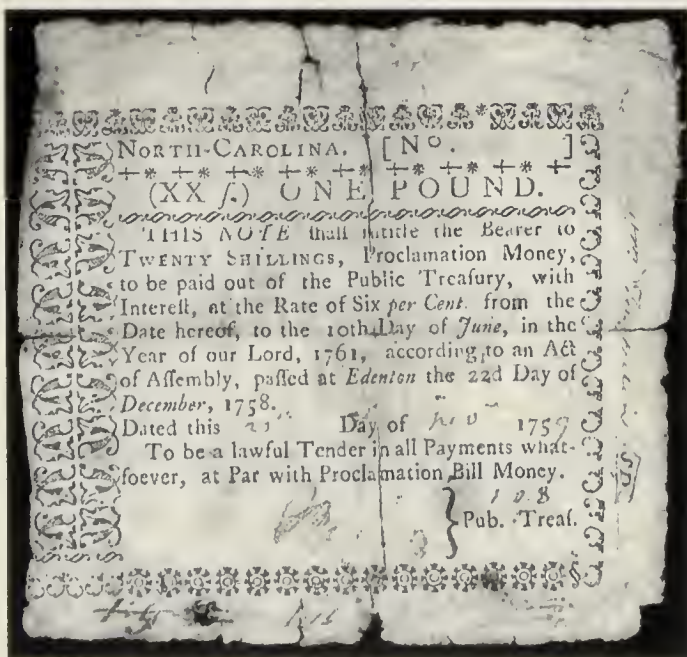 NORTH-CAROLINA. [No. ]
(XX ſ.) ONE POUND.
THIS NOTE ſhall intitle the Bearer to
TWENTY SHILLINGS, Proclamation Money,
to be paid out of the Public Treaſury, with
Intereſt, at the Rate of Six per Cent. from the
Date hereof, to the 10th Day of June, in the
Year of our Lord, 1761, according to an Act
of Aſſembly, paſſed at Edenton the 22d Day of
December, 1758.
Dated this Day of 1759
To be a lawful Tender in all Payments what-
ſoever, at Par with Proclamation Bill Money.
Pub. Treaſ.